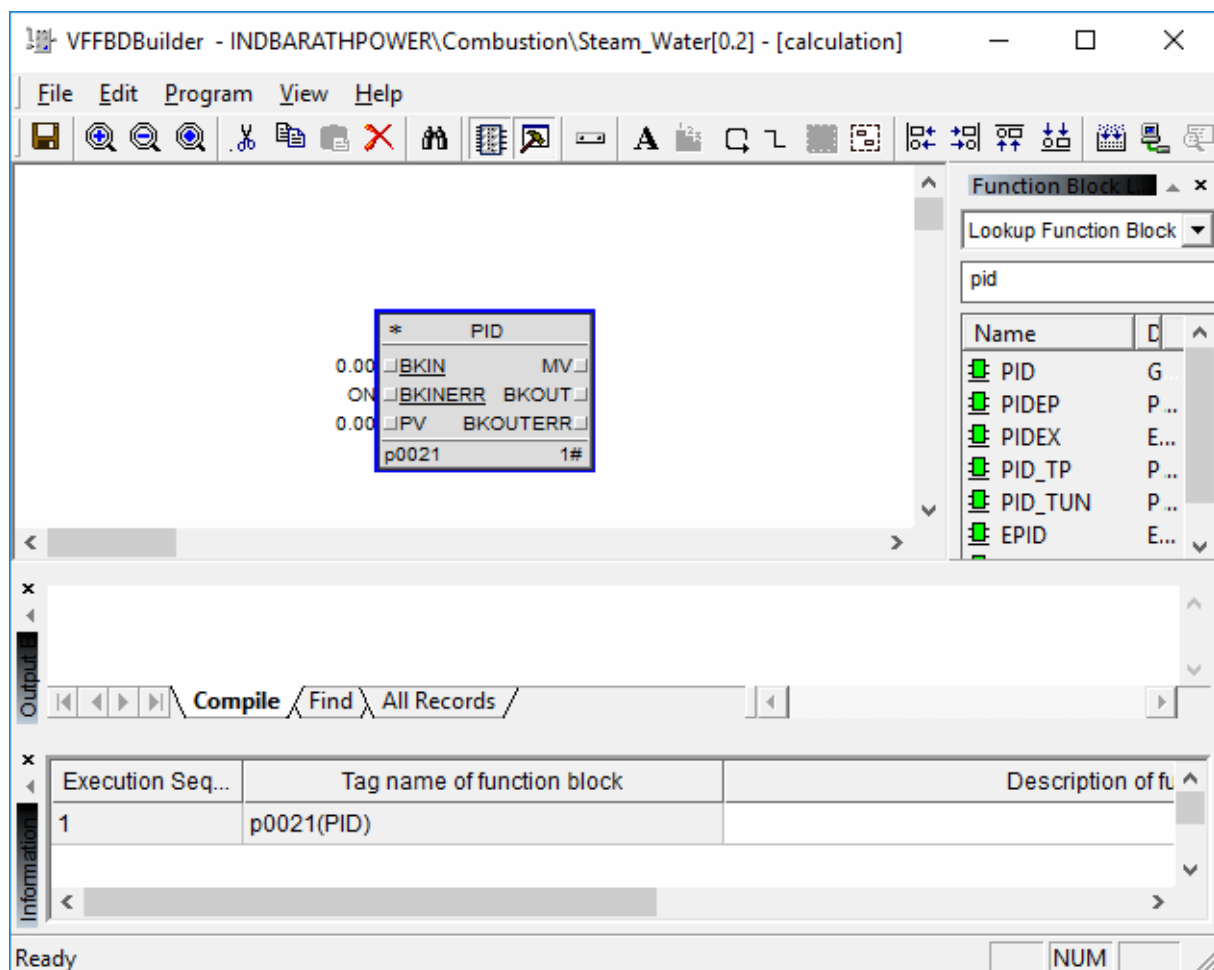 VFFBDBuilder - INDBARATHPOWER\Combustion\Steam_Water[0.2] - [calculation]
File Edit Program View Help
A
Function Block L...
Lookup Function Block
pid
Name D
PID G
PIDEP P...
PIDEX E...
PID_TP P...
PID_TUN P...
EPID E...
* PID
0.00 BKIN MV
ON BKINERR BKOUT
0.00 PV BKOUTERR
p0021 1#
Output
Compile Find All Records
Information
Execution Seq... Tag name of function block Description of fu
1 p0021(PID)
Ready NUM